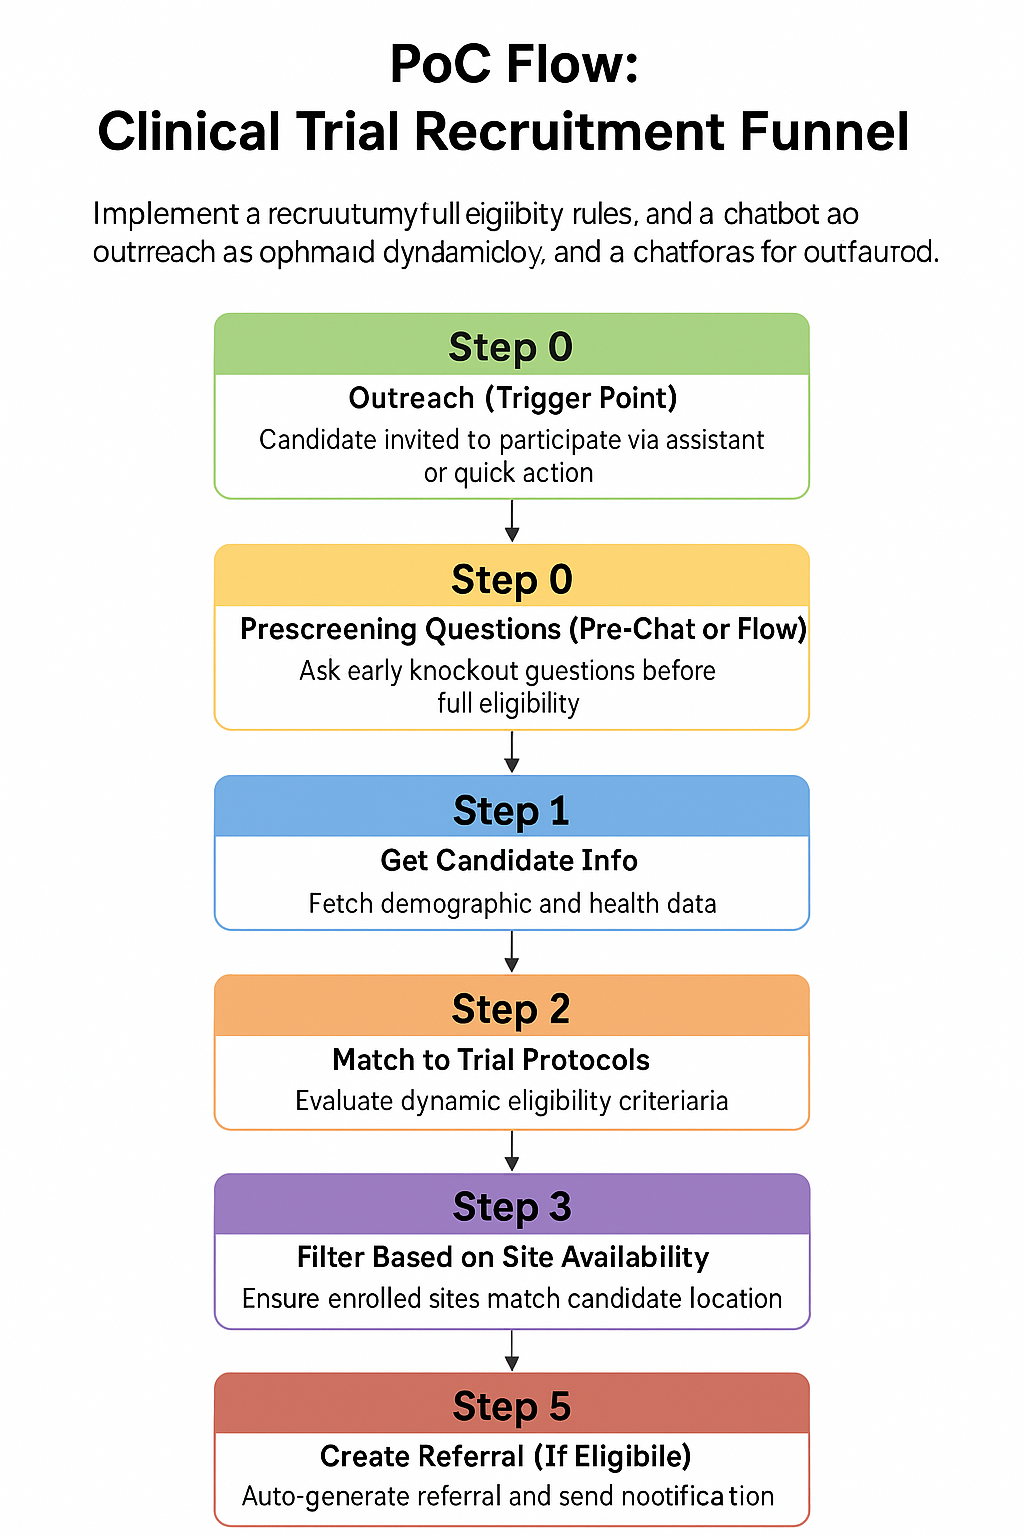 PoC Flow:
Clinical Trial Recruitment Funnel
Implement a recruutumyfull eigiibity rules, and a chatbot ao
outrreach as ophmaıd dyndamicloy, and a chatforas for outfauтod.
Step 0
Outreach (Trigger Point)
Candidate invited to participate via assistant
or quick action
Step 0
Prescreening Questions (Pre-Chat or Flow)
Ask early knockout guestions before
full eligibility
Step 1
Get Candidate Info
Fetch demographic and health data
Step 2
Match to Trial Protocols
Evaluate dynamic eligibility criteriaria
Step 3
Filter Based on Site Availability
Ensure enrolled sites match candidate location
Step 5
Create Referral (If Eligibile)
Auto-generate referral and send nootification